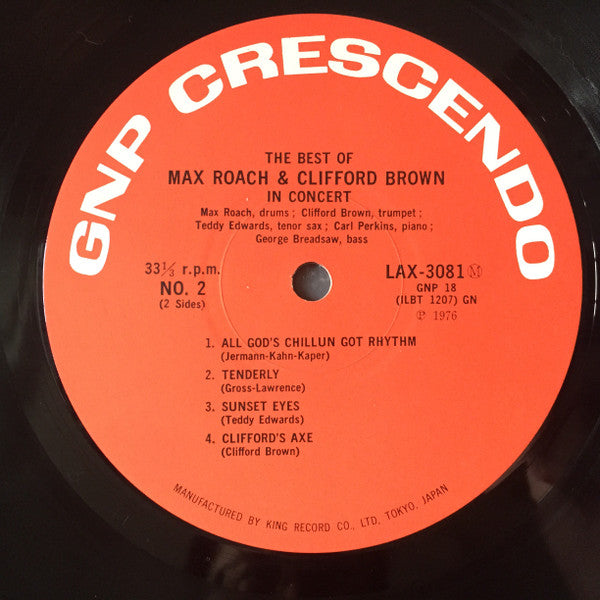 GNP CRESCENDO
THE BEST OF
MAX ROACH & CLIFFORD BROWN
IN CONCERT
Max Roach, drums; Clifford Brown, trumpet;
Teddy Edwards, tenor sax; Carl Perkins, piano;
George Breadsaw, bass
33⅓ r.p.m.
NO. 2
(2 Sides)
LAX-3081 Ⓜ
GNP 18
(ILBT 1207) GN
℗ 1976
1. ALL GOD'S CHILLUN GOT RHYTHM
(Jermann-Kahn-Kaper)
2. TENDERLY
(Gross-Lawrence)
3. SUNSET EYES
(Teddy Edwards)
4. CLIFFORD'S AXE
(Clifford Brown)
MANUFACTURED BY KING RECORD CO., LTD. TOKYO, JAPAN